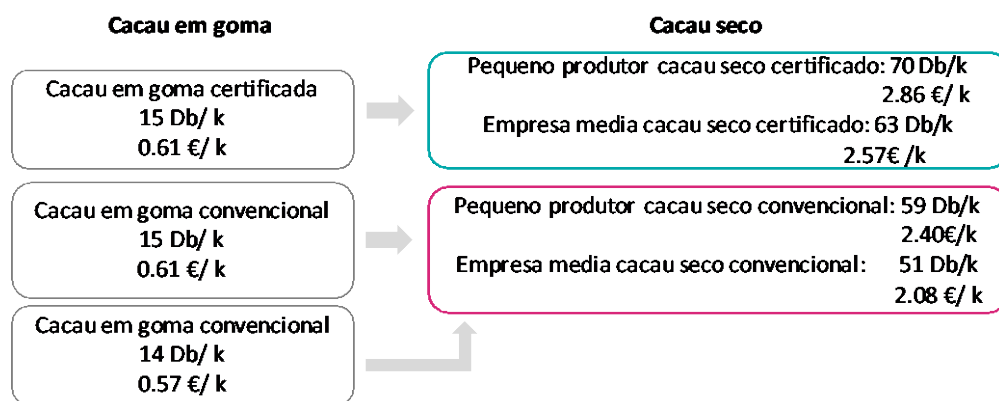 Cacau em goma
Cacau em goma certificada
15 Db/ k
0.61 €/ k
Cacau em goma convencional
15 Db/ k
0.61 €/ k
Cacau em goma convencional
14 Db/ k
0.57 €/ k
Cacau seco
Pequeno produtor cacau seco certificado: 70 Db/k
2.86 €/ k
Empresa media cacau seco certificado: 63 Db/k
2.57€ /k
Pequeno produtor cacau seco convencional: 59 Db/k
2.40€/k
Empresa media cacau seco convencional: 51 Db/k
2.08 €/ k